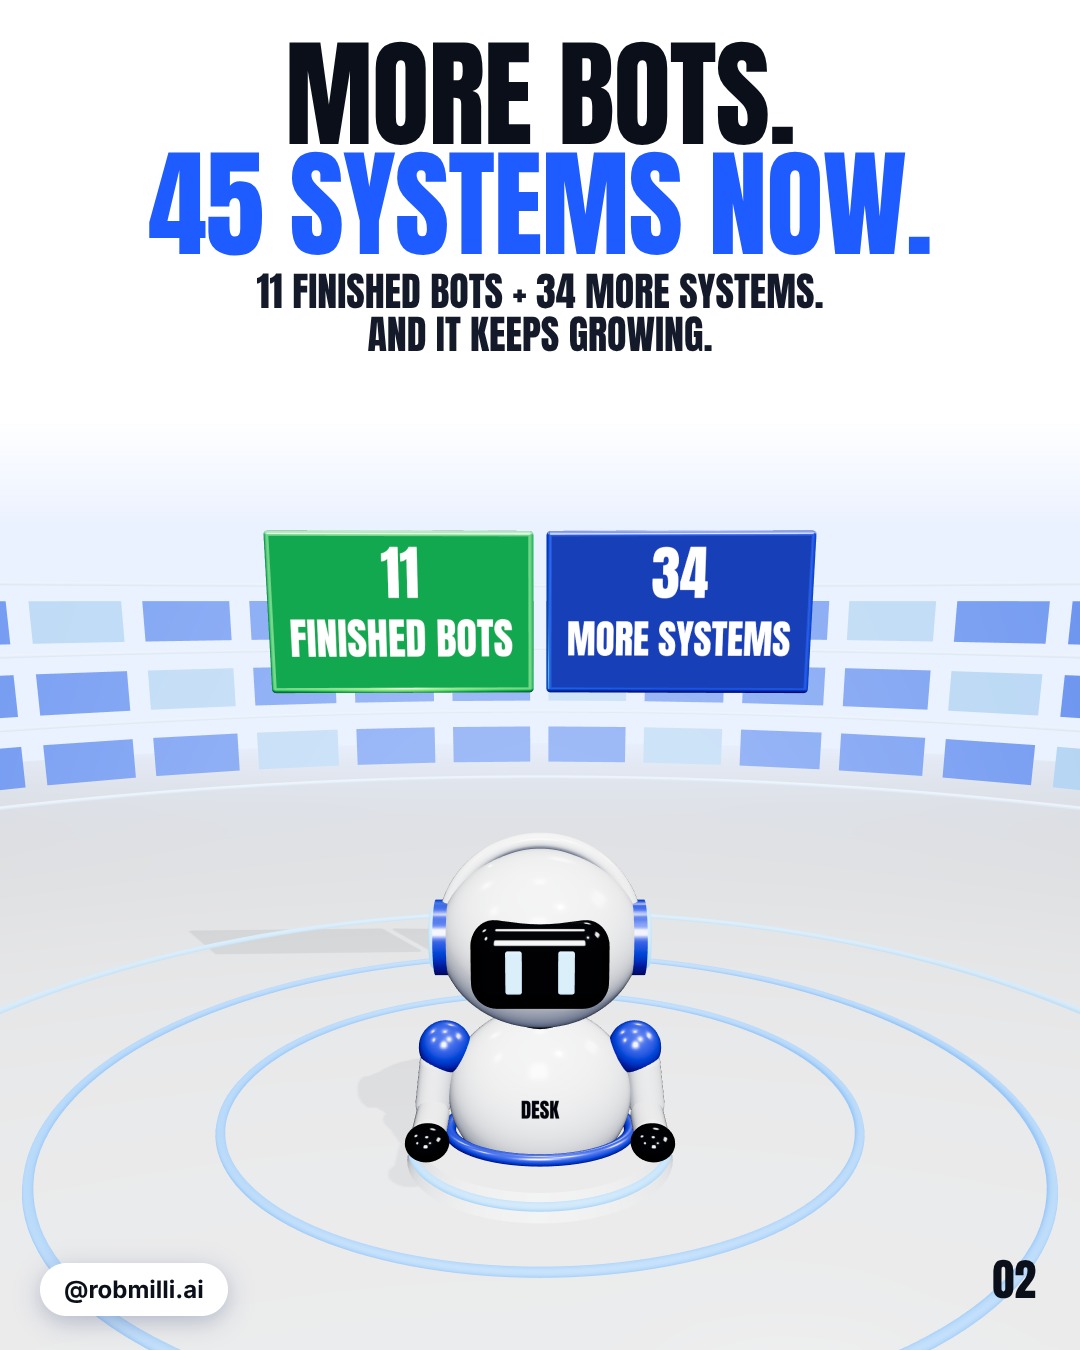 MORE BOTS.
45 SYSTEMS NOW.
11 FINISHED BOTS + 34 MORE SYSTEMS.
AND IT KEEPS GROWING.
11
FINISHED BOTS
34
MORE SYSTEMS
DESK
@robmilli.ai
02